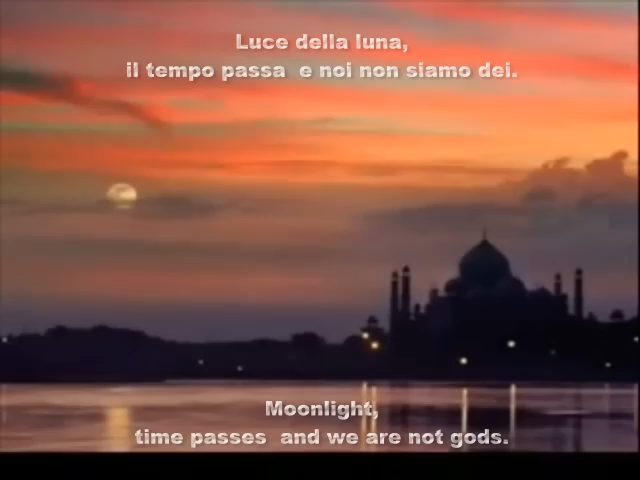 Luce della luna,
il tempo passa e noi non siamo dei.
Moonlight,
time passes and we are not gods.